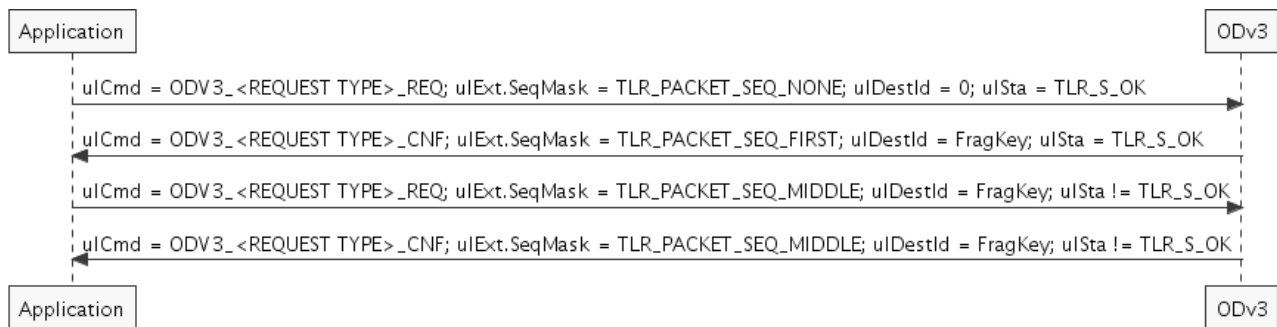 Application
ODv3
ulCmd = ODV3_<REQUEST TYPE>_REQ; ulExt.SeqMask = TLR_PACKET_SEQ_NONE; ulDestId = 0; ulSta = TLR_S_OK
ulCmd = ODV3_<REQUEST TYPE>_CNF; ulExt.SeqMask = TLR_PACKET_SEQ_FIRST; ulDestId = FragKey; ulSta = TLR_S_OK
ulCmd = ODV3_<REQUEST TYPE>_REQ; ulExt.SeqMask = TLR_PACKET_SEQ_MIDDLE; ulDestId = FragKey; ulSta != TLR_S_OK
ulCmd = ODV3_<REQUEST TYPE>_CNF; ulExt.SeqMask = TLR_PACKET_SEQ_MIDDLE; ulDestId = FragKey; ulSta != TLR_S_OK
Application
ODv3